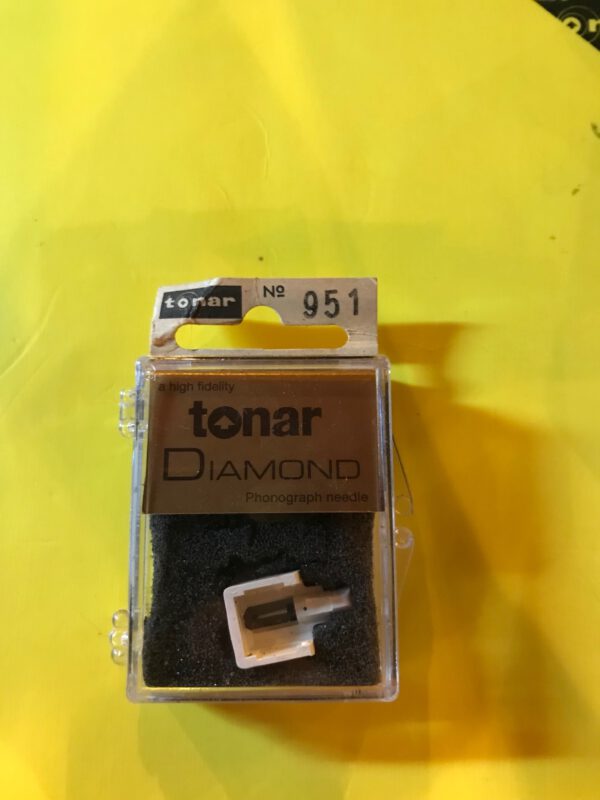 tonar Nº 951
a high fidelity
tonar
DIAMOND
Phonograph needle